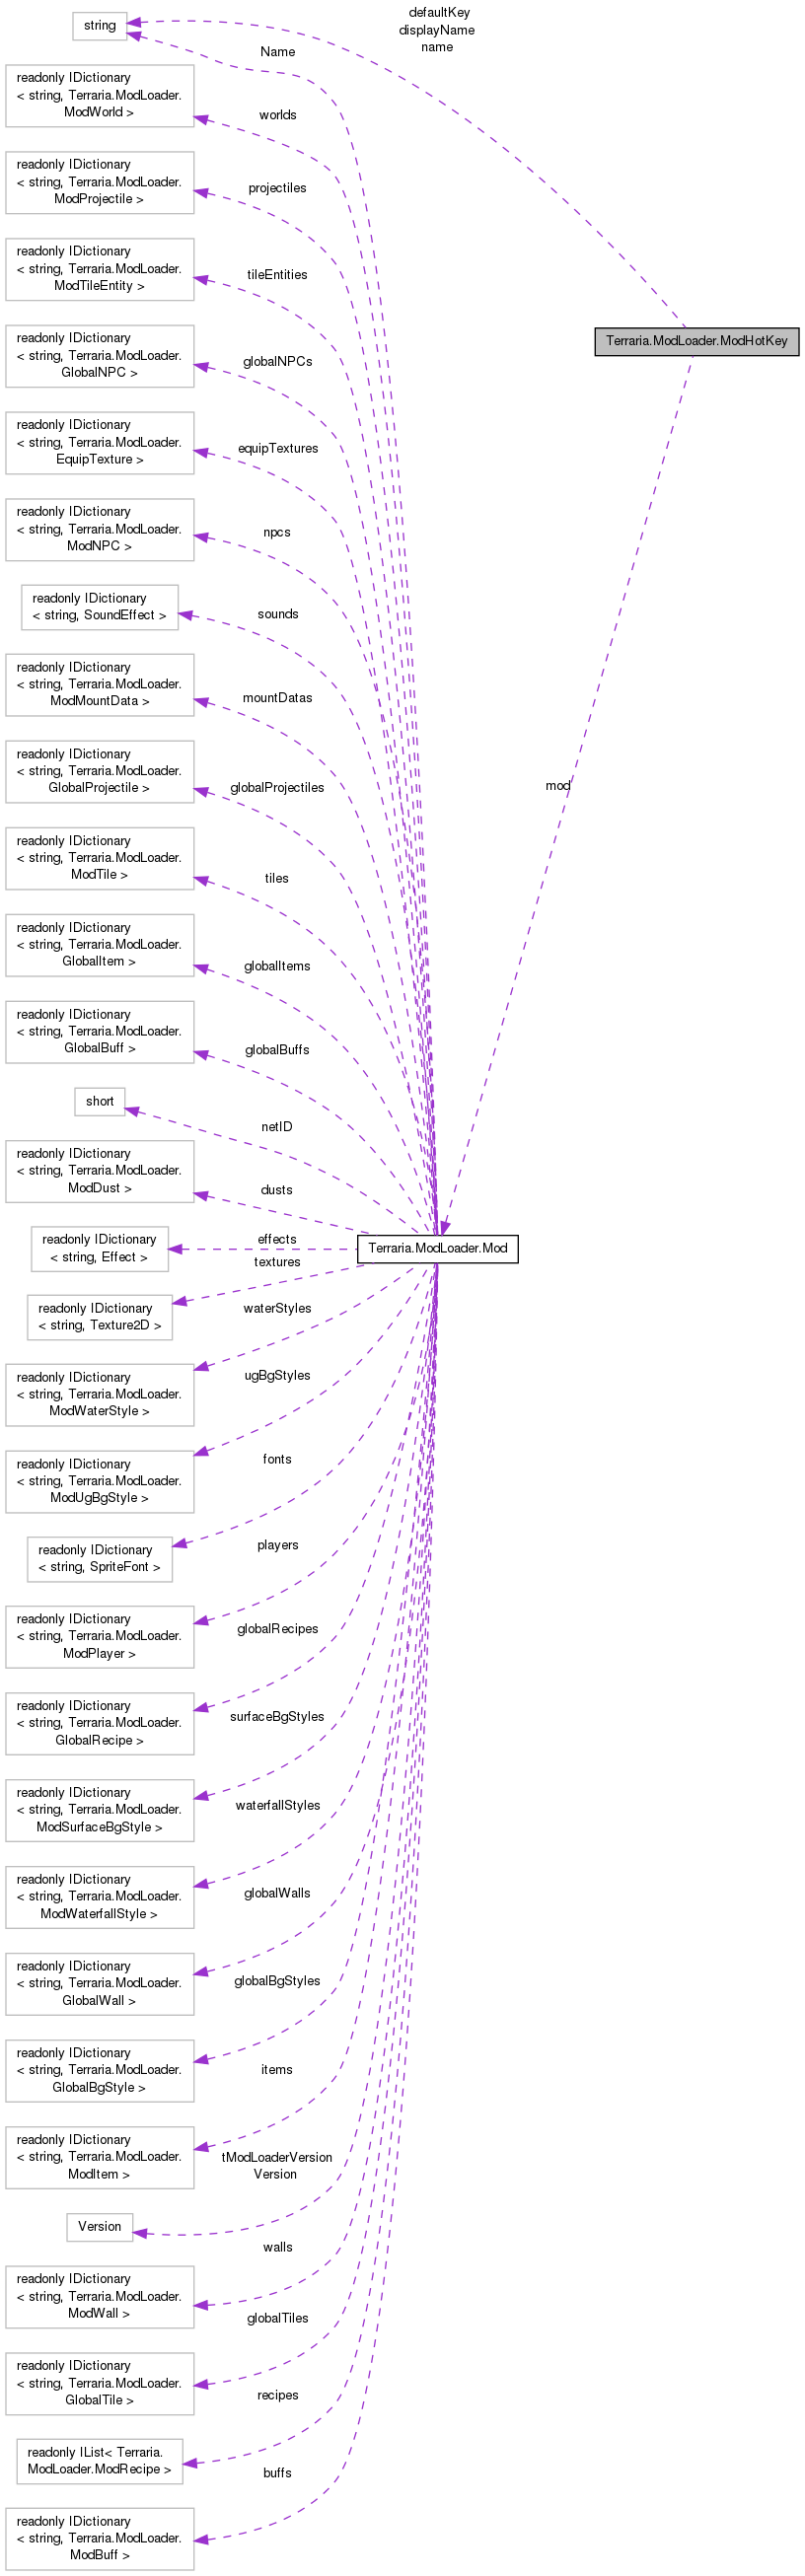 defaultKey
displayName
name
string
Name
readonly IDictionary
< string, Terraria.ModLoader.
ModWorld >
worlds
readonly IDictionary
< string, Terraria.ModLoader.
ModProjectile >
projectiles
readonly IDictionary
< string, Terraria.ModLoader.
ModTileEntity >
tileEntities
Terraria.ModLoader.ModHotKey
readonly IDictionary
< string, Terraria.ModLoader.
GlobalNPC >
globalNPCs
readonly IDictionary
< string, Terraria.ModLoader.
EquipTexture >
equipTextures
readonly IDictionary
< string, Terraria.ModLoader.
ModNPC >
npcs
readonly IDictionary
< string, SoundEffect >
sounds
readonly IDictionary
< string, Terraria.ModLoader.
ModMountData >
mountDatas
readonly IDictionary
< string, Terraria.ModLoader.
GlobalProjectile >
globalProjectiles
mod
readonly IDictionary
< string, Terraria.ModLoader.
ModTile >
tiles
readonly IDictionary
< string, Terraria.ModLoader.
GlobalItem >
globalItems
readonly IDictionary
< string, Terraria.ModLoader.
GlobalBuff >
globalBuffs
short
netID
readonly IDictionary
< string, Terraria.ModLoader.
ModDust >
dusts
readonly IDictionary
< string, Effect >
effects
Terraria.ModLoader.Mod
textures
readonly IDictionary
< string, Texture2D >
waterStyles
readonly IDictionary
< string, Terraria.ModLoader.
ModWaterStyle >
ugBgStyles
readonly IDictionary
< string, Terraria.ModLoader.
ModUgBgStyle >
fonts
readonly IDictionary
< string, SpriteFont >
players
readonly IDictionary
< string, Terraria.ModLoader.
ModPlayer >
globalRecipes
readonly IDictionary
< string, Terraria.ModLoader.
GlobalRecipe >
surfaceBgStyles
readonly IDictionary
< string, Terraria.ModLoader.
ModSurfaceBgStyle >
waterfallStyles
readonly IDictionary
< string, Terraria.ModLoader.
ModWaterfallStyle >
globalWalls
readonly IDictionary
< string, Terraria.ModLoader.
GlobalWall >
globalBgStyles
readonly IDictionary
< string, Terraria.ModLoader.
GlobalBgStyle >
items
readonly IDictionary
< string, Terraria.ModLoader.
ModItem >
tModLoaderVersion
Version
Version
walls
readonly IDictionary
< string, Terraria.ModLoader.
ModWall >
globalTiles
readonly IDictionary
< string, Terraria.ModLoader.
GlobalTile >
recipes
readonly IList< Terraria.
ModLoader.ModRecipe >
buffs
readonly IDictionary
< string, Terraria.ModLoader.
ModBuff >